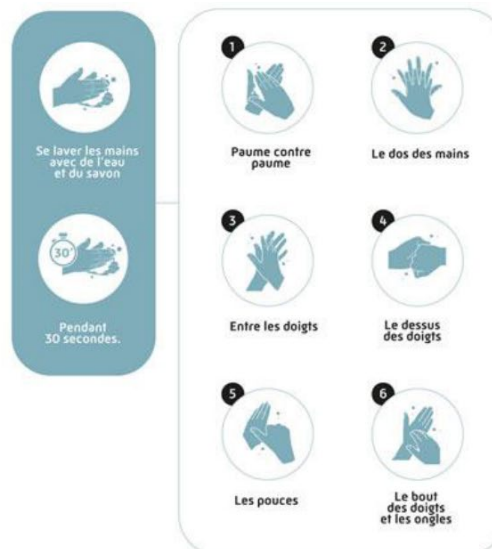 Se laver les mains
avec de l'eau
et du savon
30"
Pendant
30 secondes.
1
Paume contre
paume
2
Le dos des mains
3
Entre les doigts
4
Le dessus
des doigts
5
Les pouces
6
Le bout
des doigts
et les ongles